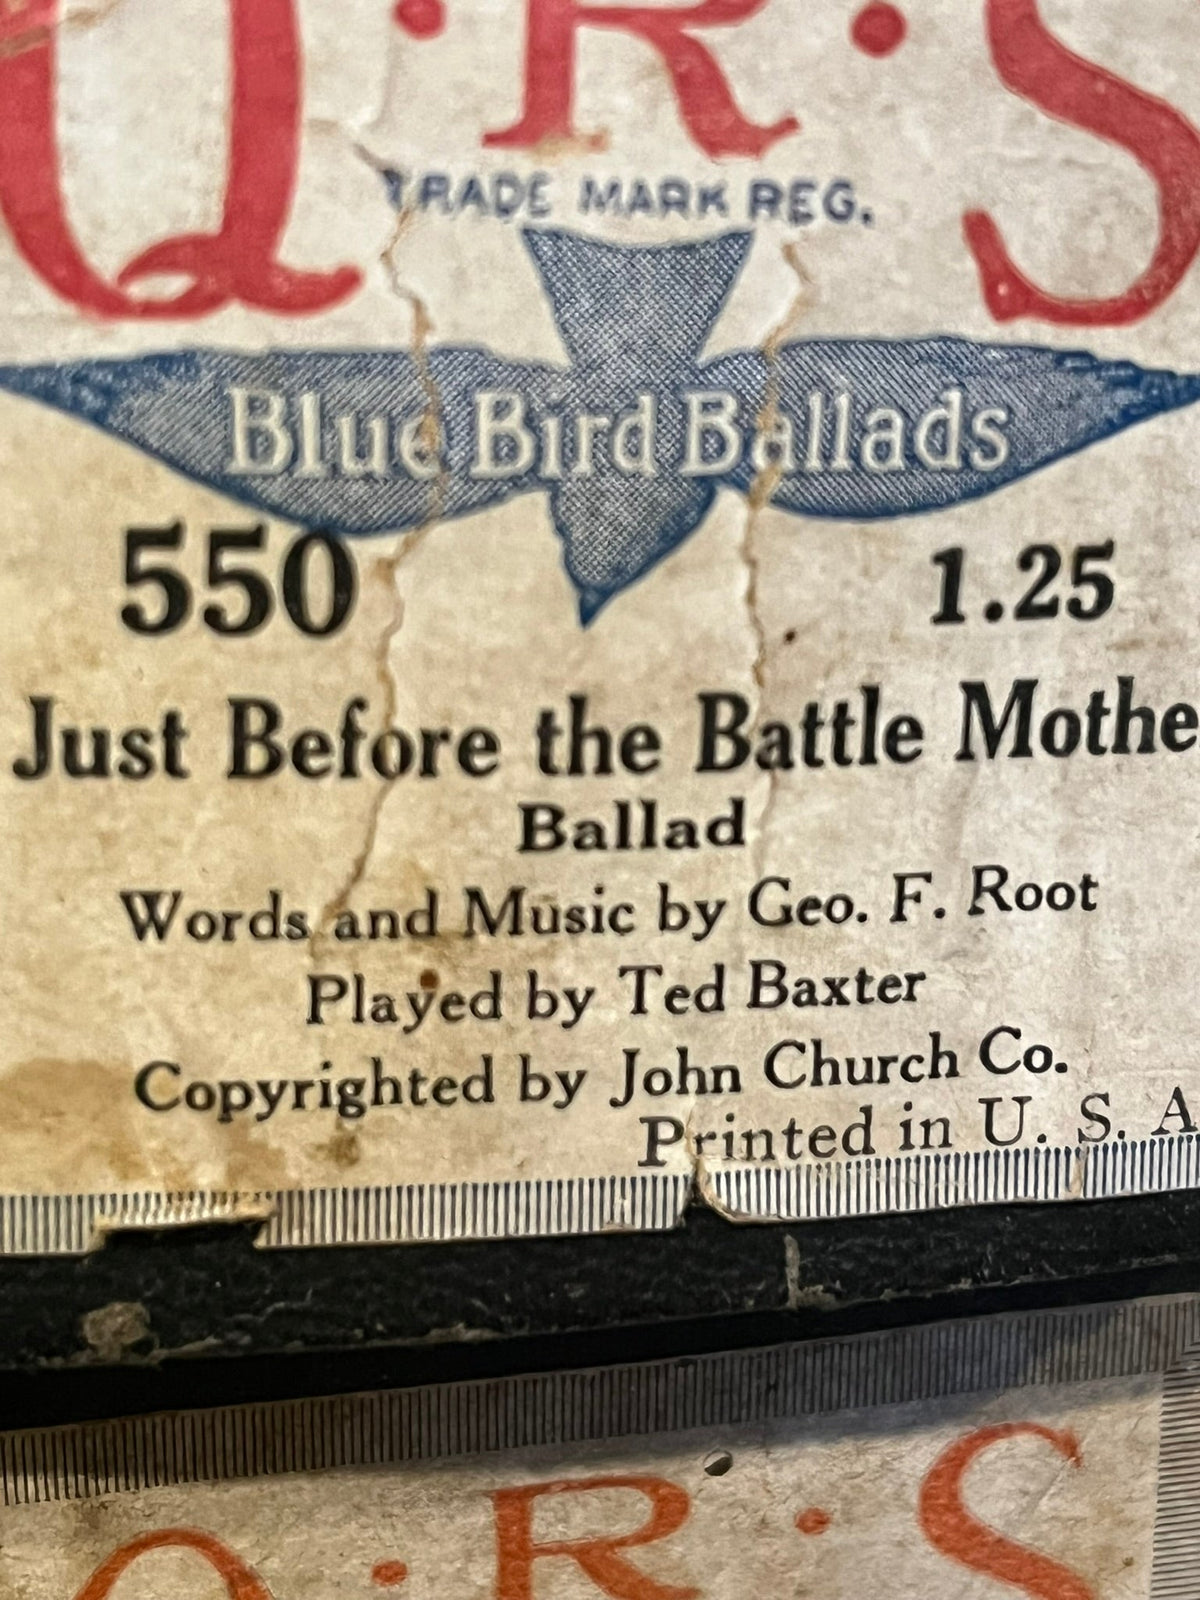 Q·R·S
TRADE MARK REG.
Blue Bird Ballads
550 1.25
Just Before the Battle Mothe
Ballad
Words and Music by Geo. F. Root
Played by Ted Baxter
Copyrighted by John Church Co.
Printed in U. S. A
Q·R·S